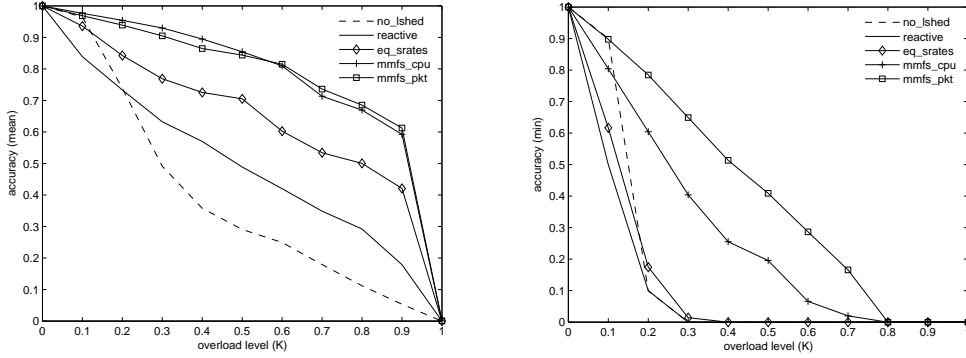 1
0.9
0.8
0.7
0.6
0.5
0.4
0.3
0.2
0.1
0
accuracy (mean)
0 0.1 0.2 0.3 0.4 0.5 0.6 0.7 0.8 0.9 1
overload level (K)
no_lshed
reactive
eq_srates
mmfs_cpu
mmfs_pkt
1
0.9
0.8
0.7
0.6
0.5
0.4
0.3
0.2
0.1
0
accuracy (min)
0 0.1 0.2 0.3 0.4 0.5 0.6 0.7 0.8 0.9 1
overload level (K)
no_lshed
reactive
eq_srates
mmfs_cpu
mmfs_pkt